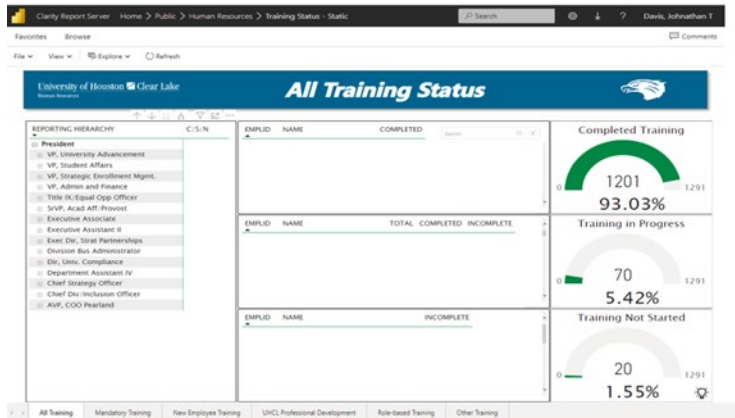 Clarity Report Server Home > Public > Human Resources > Training Status - Static
Search
? Davis, Johnathan T
Favorites Browse
Comments
File View Explore Refresh
University of Houston Clear Lake
Human Resources
All Training Status
REPORTING HIERARCHY C/S/N
President
VP, University Advancement
VP, Student Affairs
VP, Strategic Enrollment Mgmt.
VP, Admin and Finance
Title IX/Equal Opp Officer
SrVP, Acad Aff/Provost
Executive Associate
Executive Assistant II
Exec Dir, Strat Partnerships
Division Bus Administrator
Dir, Univ. Compliance
Department Assistant IV
Chief Strategy Officer
Chief Div/Inclusion Officer
AVP, COO Pearland
EMPLID NAME COMPLETED
Search
EMPLID NAME TOTAL COMPLETED INCOMPLETE
EMPLID NAME INCOMPLETE
Completed Training
1201
0 1291
93.03%
Training in Progress
70
0 1291
5.42%
Training Not Started
20
0 1291
1.55%
All Training Mandatory Training New Employee Training UHCL Professional Development Role-based Training Other Training